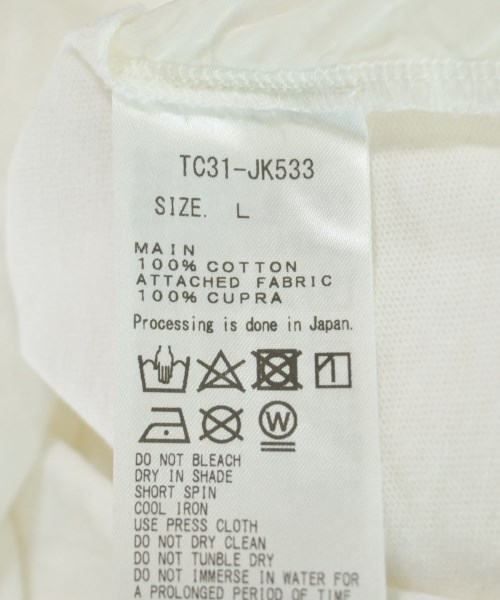 TC31-JK533
SIZE. L
MAIN
100% COTTON
ATTACHED FABRIC
100% CUPRA
Processing is done in Japan.
W
DO NOT BLEACH
DRY IN SHADE
SHORT SPIN
COOL IRON
USE PRESS CLOTH
DO NOT DRY CLEAN
DO NOT TUNBLE DRY
DO NOT IMMERSE IN WATER FOR
A PROLONGED PERIOD OF TIME